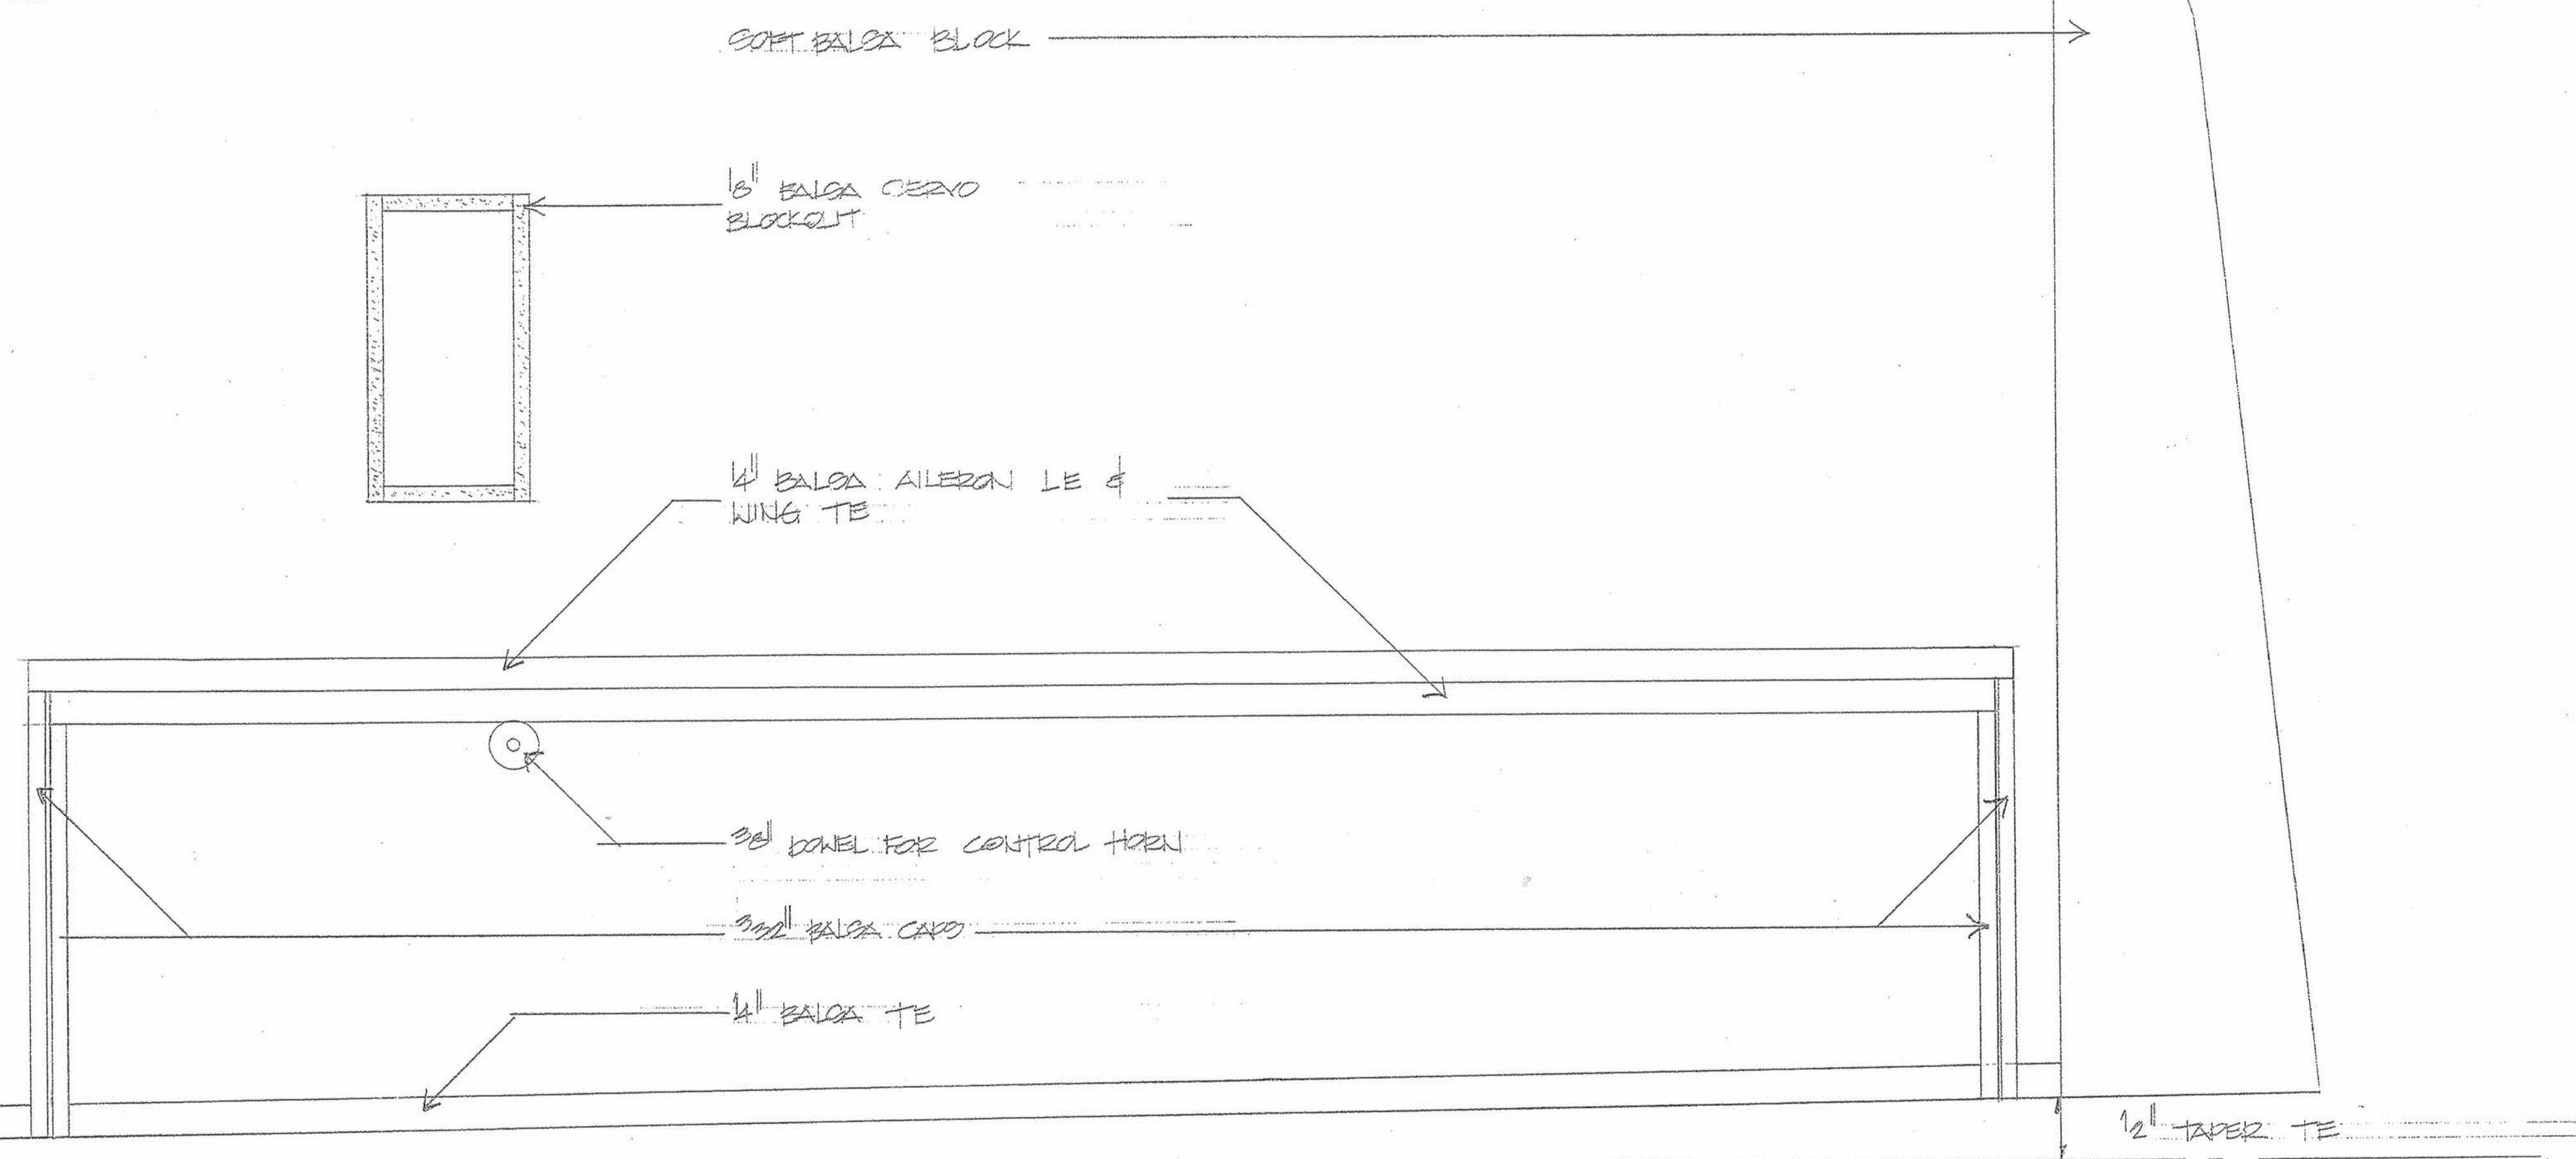 SOFT BALSA BLOCK
1/8" BALSA SERVO
BLOCKOUT
1/4" BALSA AILERON LE &
WING TE
3/8" DOWEL FOR CONTROL HORN
3/32" BALSA CAPS
1/4" BALSA TE
1/2" TAPER TE